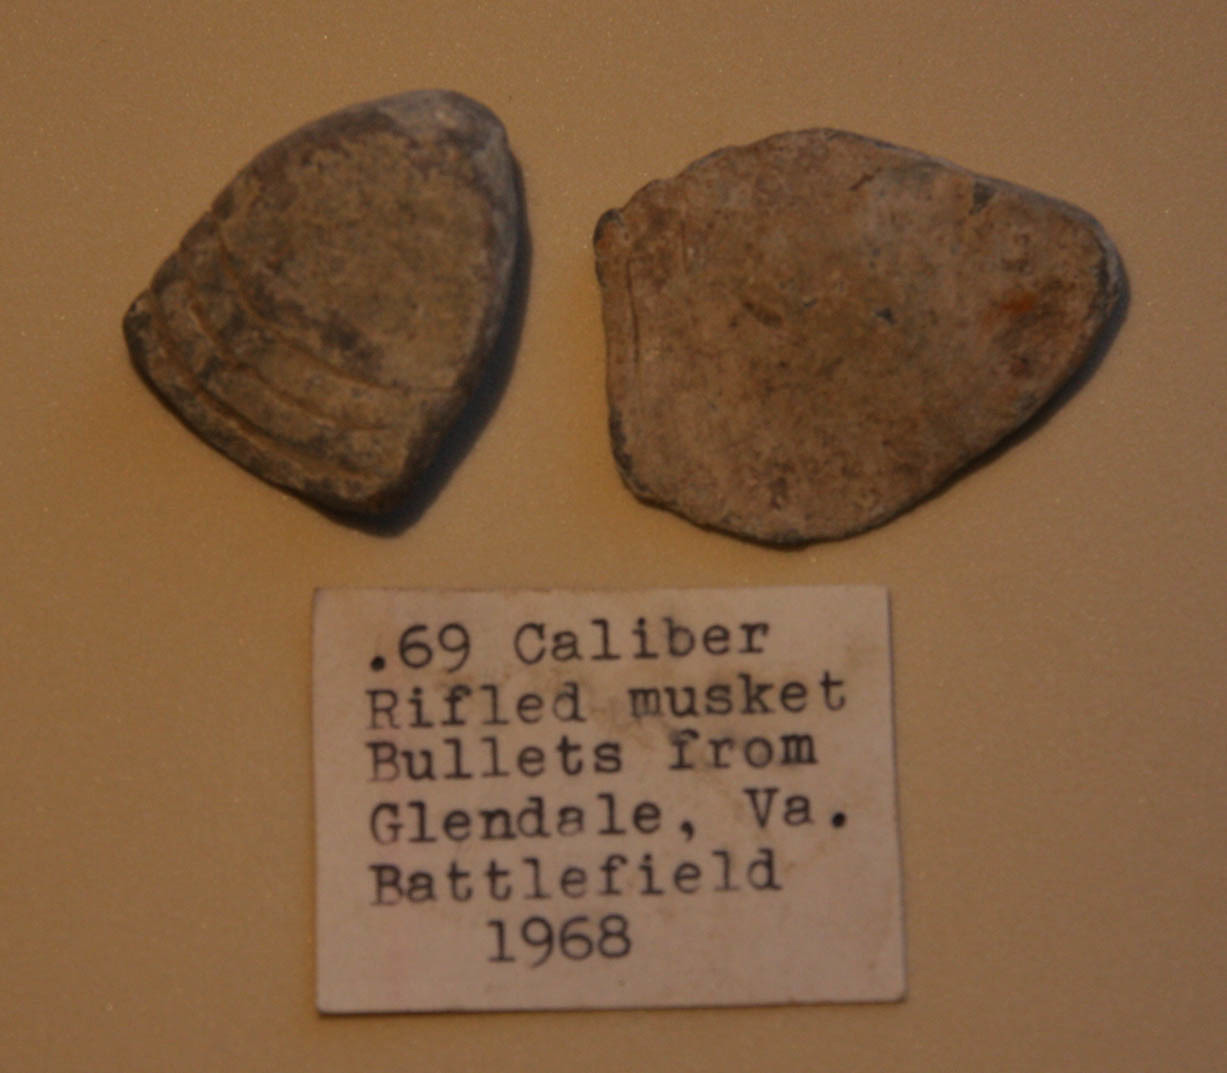 .69 Caliber
Rifled musket
Bullets from
Glendale, Va.
Battlefield
1968